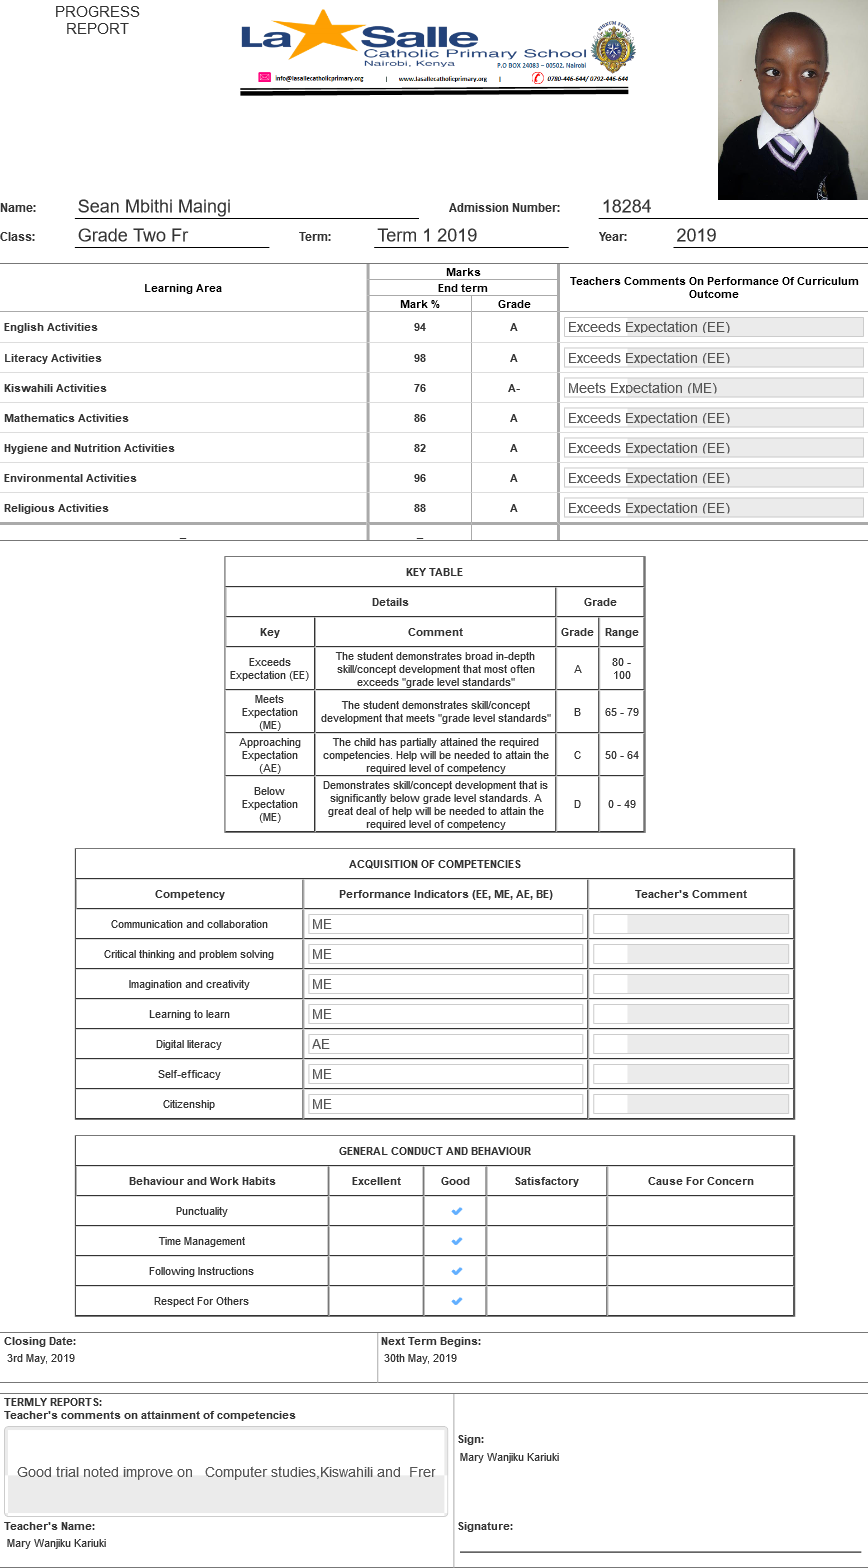 PROGRESS
REPORT
La Salle
Catholic Primary School
Nairobi, Kenya
P.O BOX 24083 – 00502, Nairobi
info@lasallecatholicprimary.org | www.lasallecatholicprimary.org | 0780-446-644/ 0792-446-644
Name: Sean Mbithi Maingi Admission Number: 18284
Class: Grade Two Fr Term: Term 1 2019 Year: 2019
Learning Area Marks Teachers Comments On Performance Of Curriculum Outcome
End term
Mark % Grade
English Activities 94 A Exceeds Expectation (EE)
Literacy Activities 98 A Exceeds Expectation (EE)
Kiswahili Activities 76 A- Meets Expectation (ME)
Mathematics Activities 86 A Exceeds Expectation (EE)
Hygiene and Nutrition Activities 82 A Exceeds Expectation (EE)
Environmental Activities 96 A Exceeds Expectation (EE)
Religious Activities 88 A Exceeds Expectation (EE)
_ _
KEY TABLE
Details Grade
Key Comment Grade Range
Exceeds Expectation (EE) The student demonstrates broad in-depth skill/concept development that most often exceeds "grade level standards" A 80 - 100
Meets Expectation (ME) The student demonstrates skill/concept development that meets "grade level standards" B 65 - 79
Approaching Expectation (AE) The child has partially attained the required competencies. Help will be needed to attain the required level of competency C 50 - 64
Below Expectation (ME) Demonstrates skill/concept development that is significantly below grade level standards. A great deal of help will be needed to attain the required level of competency D 0 - 49
ACQUISITION OF COMPETENCIES
Competency Performance Indicators (EE, ME, AE, BE) Teacher's Comment
Communication and collaboration ME
Critical thinking and problem solving ME
Imagination and creativity ME
Learning to learn ME
Digital literacy AE
Self-efficacy ME
Citizenship ME
GENERAL CONDUCT AND BEHAVIOUR
Behaviour and Work Habits Excellent Good Satisfactory Cause For Concern
Punctuality ✓
Time Management ✓
Following Instructions ✓
Respect For Others ✓
Closing Date: Next Term Begins:
3rd May, 2019 30th May, 2019
TERMLY REPORTS:
Teacher's comments on attainment of competencies
Good trial noted improve on Computer studies,Kiswahili and Frer
Sign:
Mary Wanjiku Kariuki
Teacher's Name: Signature:
Mary Wanjiku Kariuki